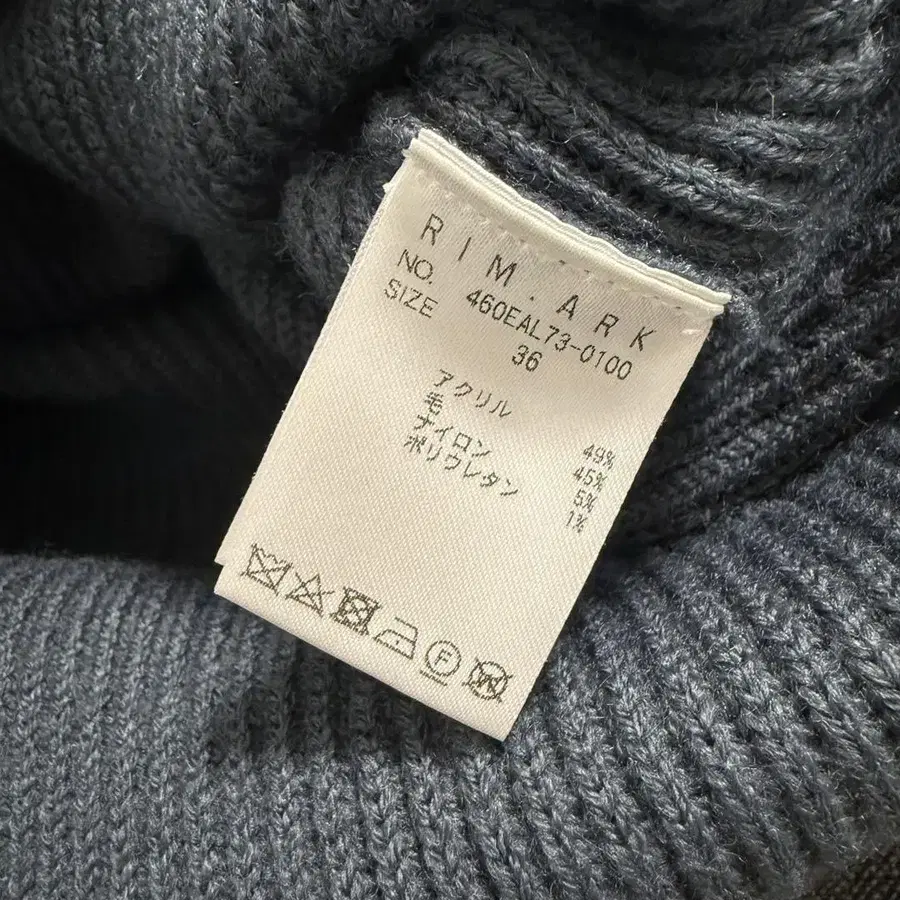 RIM.ARK
NO. 460EAL73-0100
SIZE 36
アクリル 49%
毛 45%
ナイロン 5%
ポリウレタン 1%
F
W